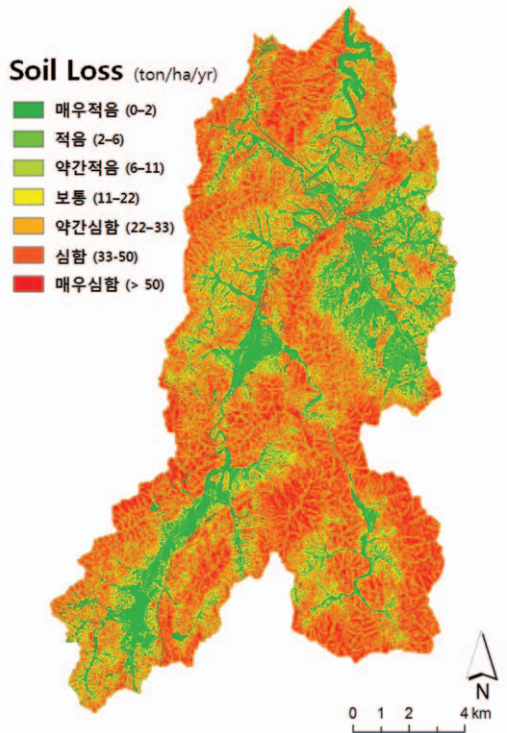 Soil Loss (ton/ha/yr)
매우적음 (0–2)
적음 (2–6)
약간적음 (6–11)
보통 (11–22)
약간심함 (22–33)
심함 (33-50)
매우심함 (> 50)
N
0 1 2 4 km